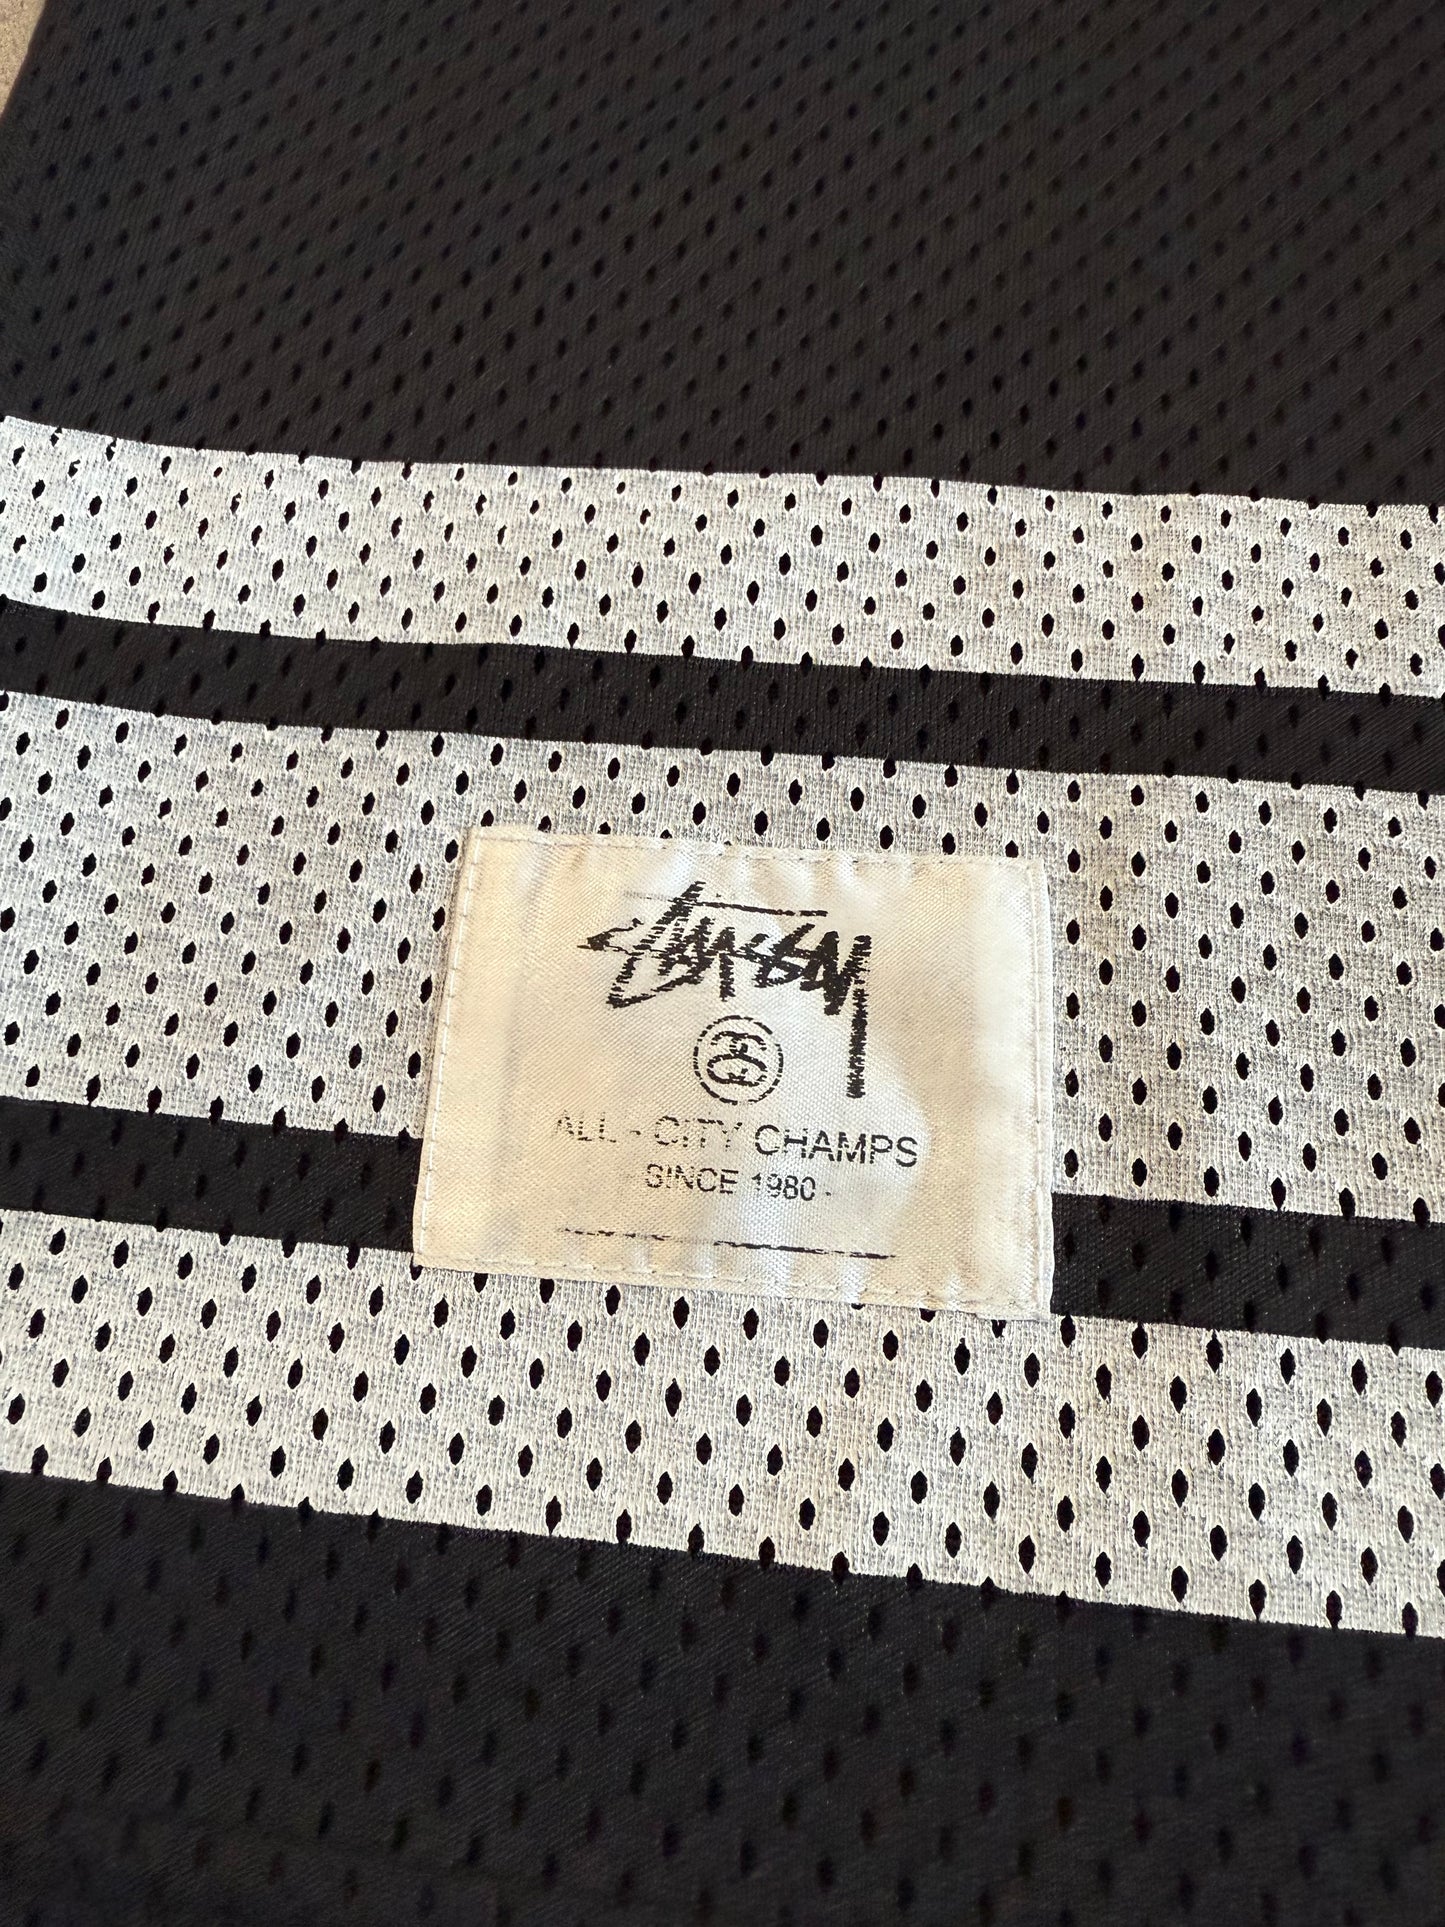 Stüssy
ALL - CITY CHAMPS
SINCE 1980 -